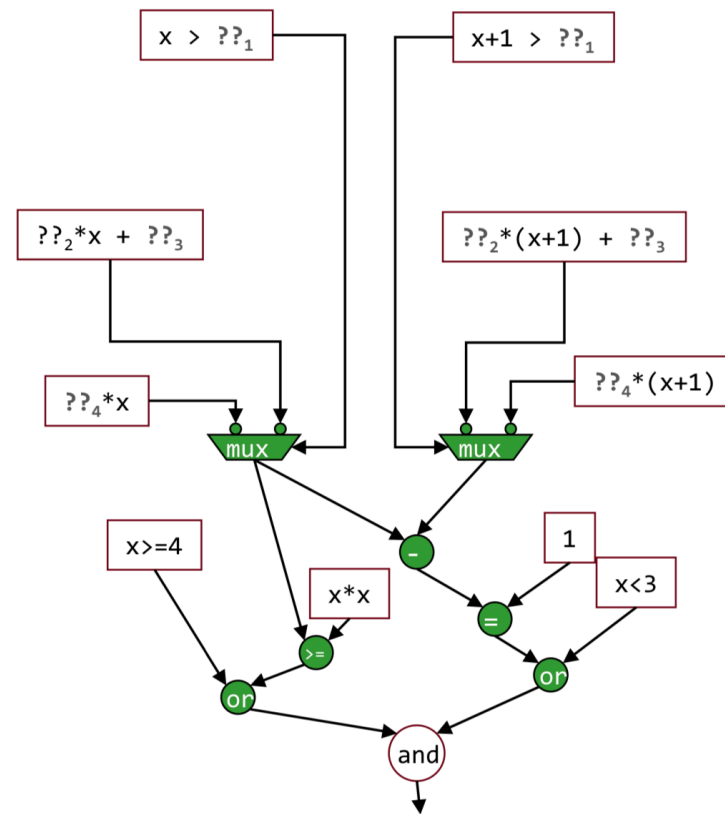 x > ??₁
x+1 > ??₁
??₂*x + ??₃
??₂*(x+1) + ??₃
??₄*x
??₄*(x+1)
mux
mux
x>=4
-
1
x*x
x<3
=
>=
or
or
and